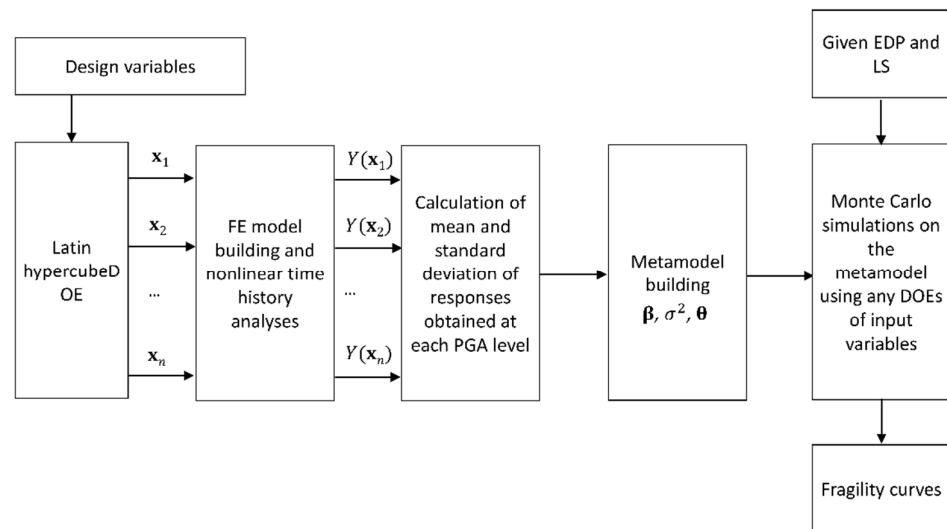 Design variables
Given EDP and
LS
Latin
hypercubeD
OE
𝐱₁
𝐱₂
...
𝐱ₙ
FE model
building and
nonlinear time
history
analyses
𝑌(𝐱₁)
𝑌(𝐱₂)
...
𝑌(𝐱ₙ)
Calculation of
mean and
standard
deviation of
responses
obtained at
each PGA level
Metamodel
building
𝛃, 𝜎², 𝛉
Monte Carlo
simulations on
the
metamodel
using any DOEs
of input
variables
Fragility curves